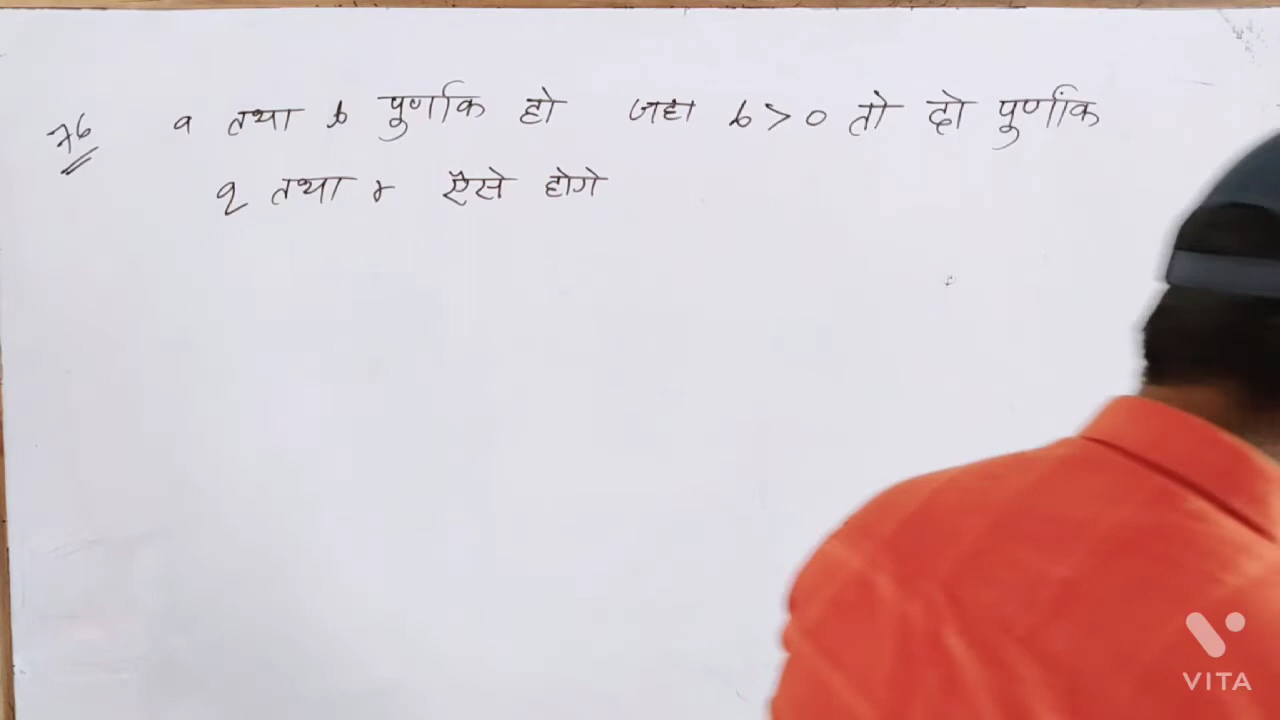 76 a तथा b पुर्णाक हो जहा b > 0 तो दो पुर्णांक
q तथा r ऐसे होगे
VITA